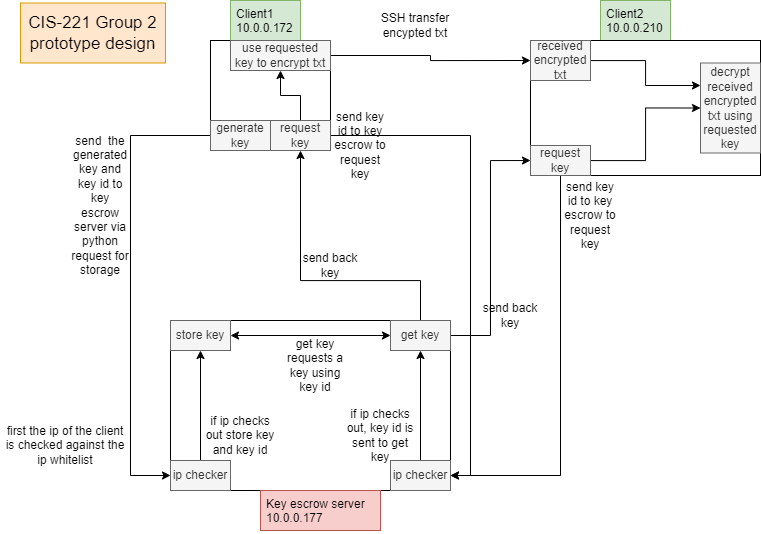 CIS-221 Group 2
prototype design
Client1
10.0.0.172
SSH transfer
encypted txt
Client2
10.0.0.210
use requested
key to encrypt txt
received
encrypted
txt
decrypt
received
encrypted
txt using
requested
key
generate
key
request
key
send key
id to key
escrow to
request
key
request
key
send the
generated
key and
key id to
key
escrow
server via
python
request for
storage
send key
id to key
escrow to
request
key
send back
key
send back
key
store key
get key
get key
requests a
key using
key id
if ip checks
out store key
and key id
if ip checks
out, key id is
sent to get
key
first the ip of the client
is checked against the
ip whitelist
ip checker
ip checker
Key escrow server
10.0.0.177